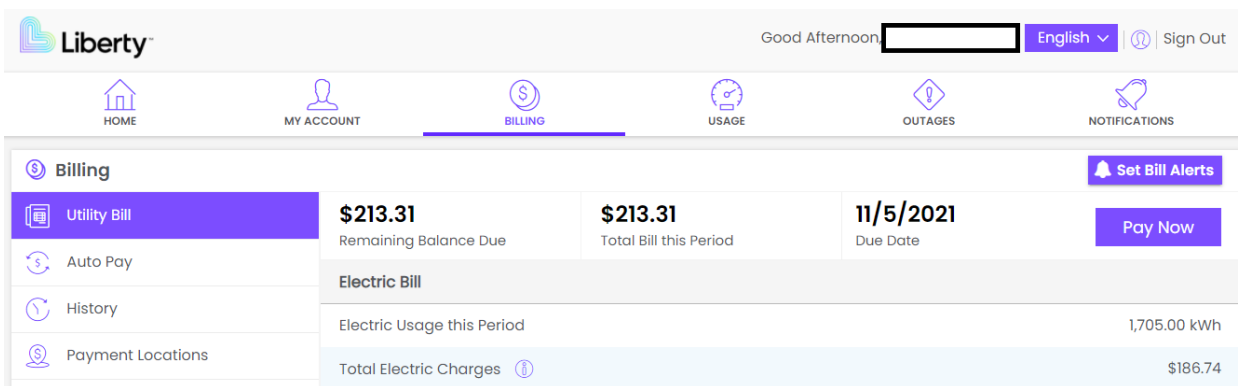 Liberty™
Good Afternoon,
English
Sign Out
HOME
MY ACCOUNT
BILLING
USAGE
OUTAGES
NOTIFICATIONS
Billing
Set Bill Alerts
Utility Bill
Auto Pay
History
Payment Locations
$213.31
Remaining Balance Due
$213.31
Total Bill this Period
11/5/2021
Due Date
Pay Now
Electric Bill
Electric Usage this Period 1,705.00 kWh
Total Electric Charges $186.74